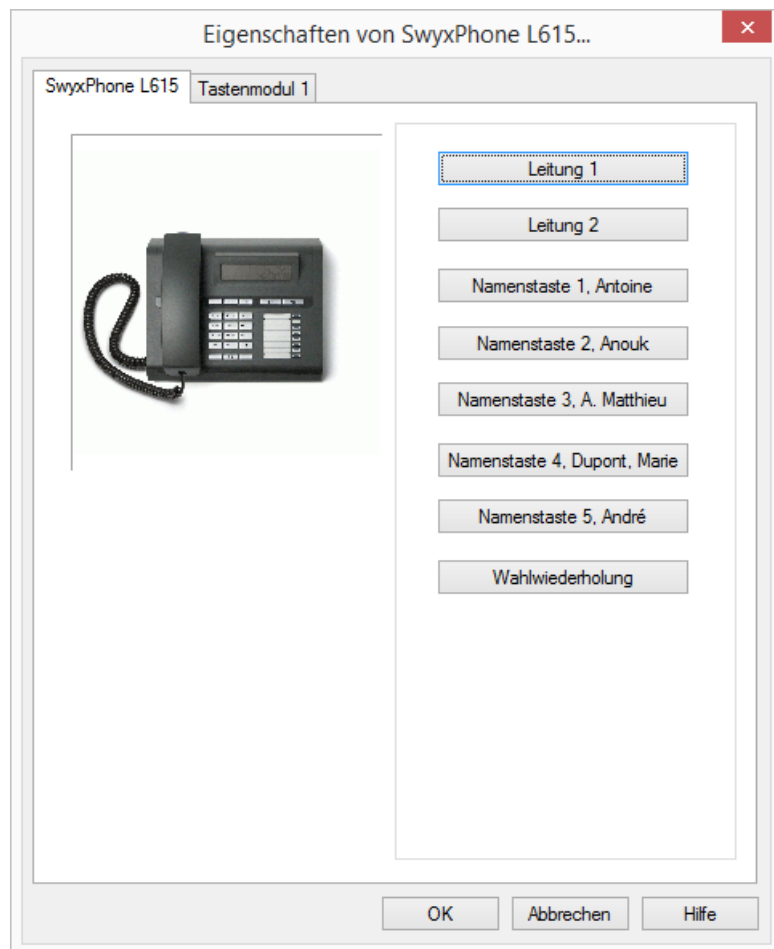 Eigenschaften von SwyxPhone L615...
SwyxPhone L615
Tastenmodul 1
Leitung 1
Leitung 2
Namenstaste 1, Antoine
Namenstaste 2, Anouk
Namenstaste 3, A. Matthieu
Namenstaste 4, Dupont, Marie
Namenstaste 5, André
Wahlwiederholung
OK
Abbrechen
Hilfe